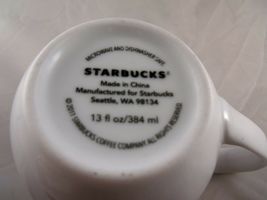 MICROWAVE AND DISHWASHER SAFE
STARBUCKS®
Made in China
Manufactured for Starbucks
Seattle, WA 98134
13 fl oz/384 ml
© 2011 STARBUCKS COFFEE COMPANY ALL RIGHTS RESERVED